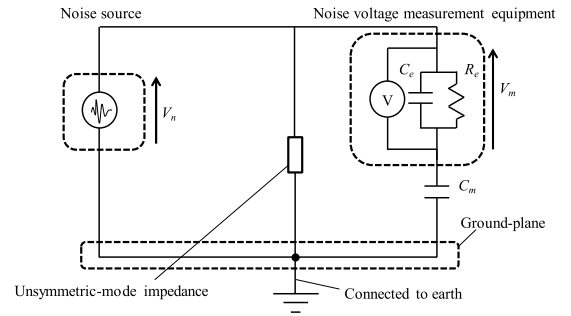 Noise source
Noise voltage measurement equipment
Vn
V
Ce
Re
Vm
Cm
Ground-plane
Unsymmetric-mode impedance
Connected to earth